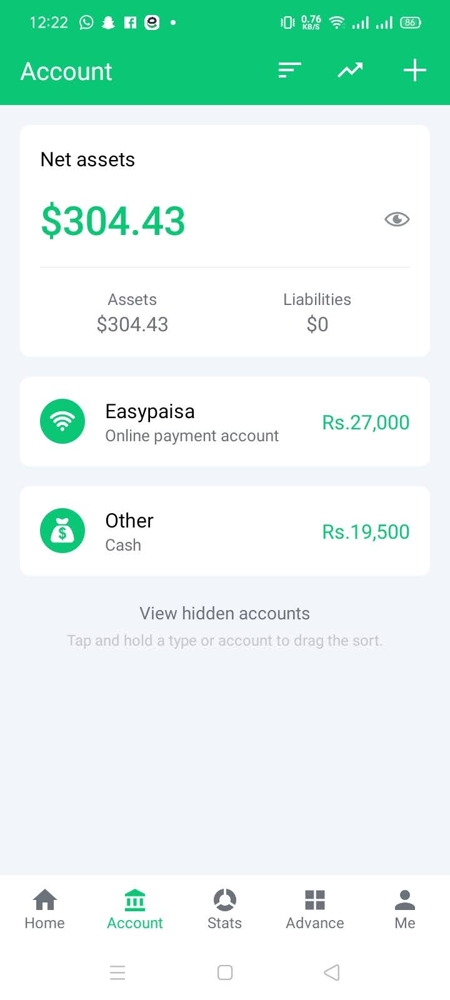 12:22
0.76
KB/S
86
Account
Net assets
$304.43
Assets
Liabilities
$304.43
$0
Easypaisa
Online payment account
Rs.27,000
$
Other
Cash
Rs.19,500
View hidden accounts
Tap and hold a type or account to drag the sort.
Home
Account
Stats
Advance
Me